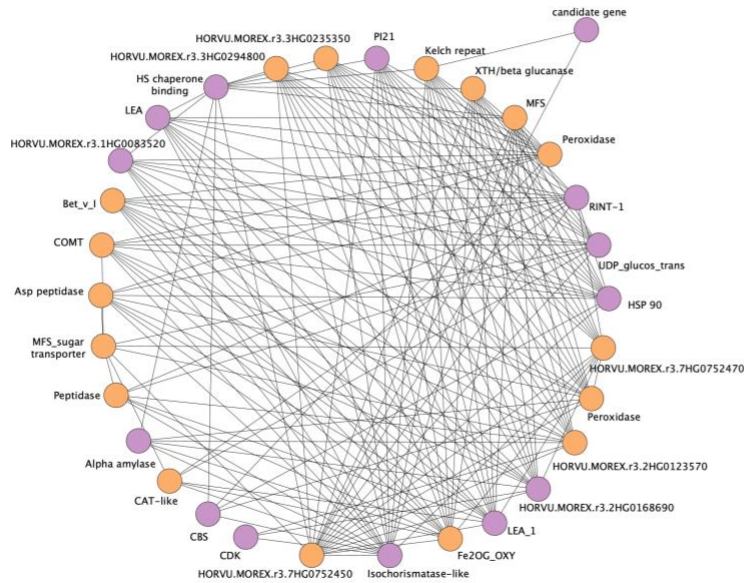 candidate gene
HORVU.MOREX.r3.3HG0235350
PI21
HORVU.MOREX.r3.3HG0294800
Kelch repeat
HS chaperone
binding
XTH/beta glucanase
LEA
MFS
HORVU.MOREX.r3.1HG0083520
Peroxidase
Bet_v_I
RINT-1
COMT
UDP_glucos_trans
Asp peptidase
HSP 90
MFS_sugar
transporter
HORVU.MOREX.r3.7HG0752470
Peptidase
Peroxidase
Alpha amylase
HORVU.MOREX.r3.2HG0123570
CAT-like
HORVU.MOREX.r3.2HG0168690
CBS
LEA_1
CDK
Fe2OG_OXY
HORVU.MOREX.r3.7HG0752450
Isochorismatase-like